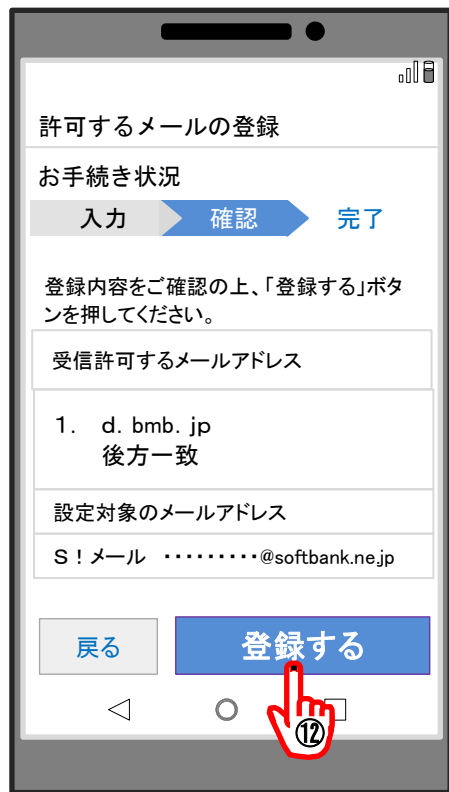 許可するメールの登録
お手続き状況
入力 確認 完了
登録内容をご確認の上、「登録する」ボタ
ンを押してください。
受信許可するメールアドレス
1. d. bmb. jp
後方一致
設定対象のメールアドレス
S！メール ・・・・・・・・・@softbank.ne.jp
戻る 登録する
⑫